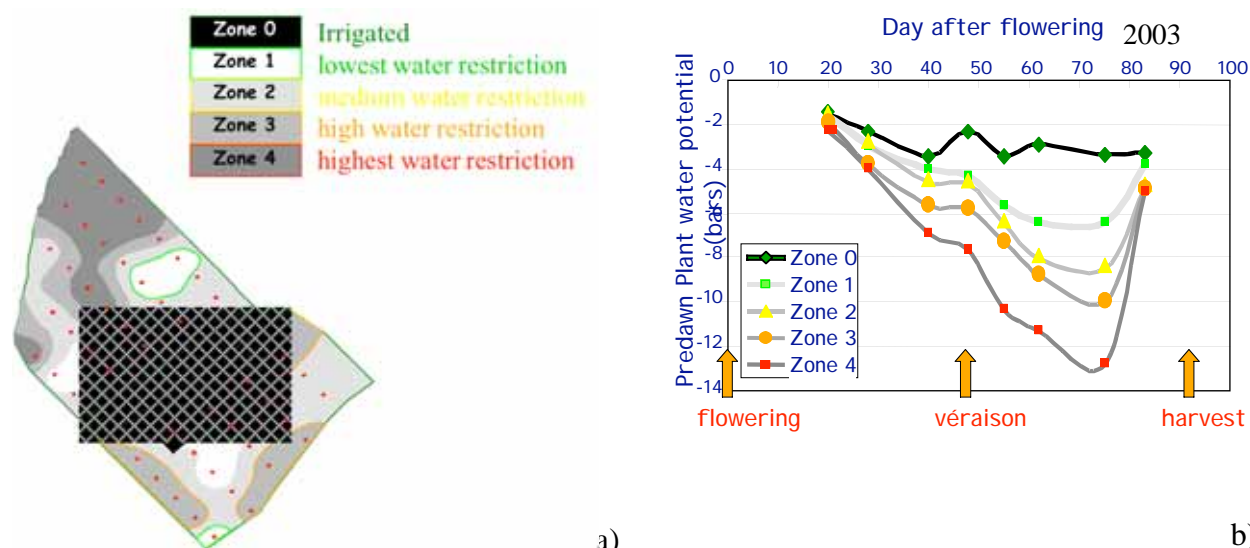 Zone 0 Irrigated
Zone 1 lowest water restriction
Zone 2 medium water restriction
Zone 3 high water restriction
Zone 4 highest water restriction
a)
Day after flowering 2003
0 10 20 30 40 50 60 70 80 90 100
Predawn Plant water potential
(bars)
0
-2
-4
-6
-8
-10
-12
-14
Zone 0
Zone 1
Zone 2
Zone 3
Zone 4
flowering véraison harvest
b)